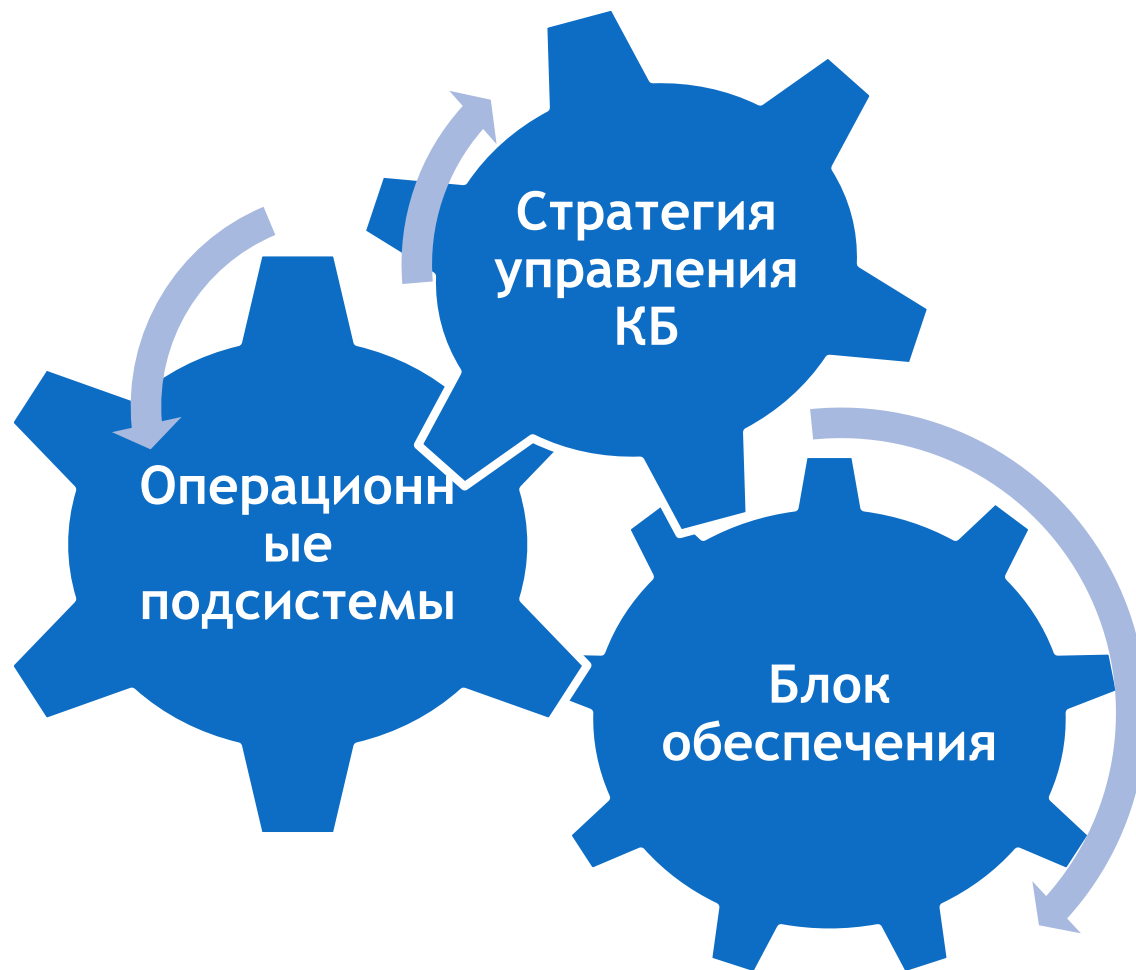 Стратегия
управления
КБ
Операционн
ые
подсистемы
Блок
обеспечения